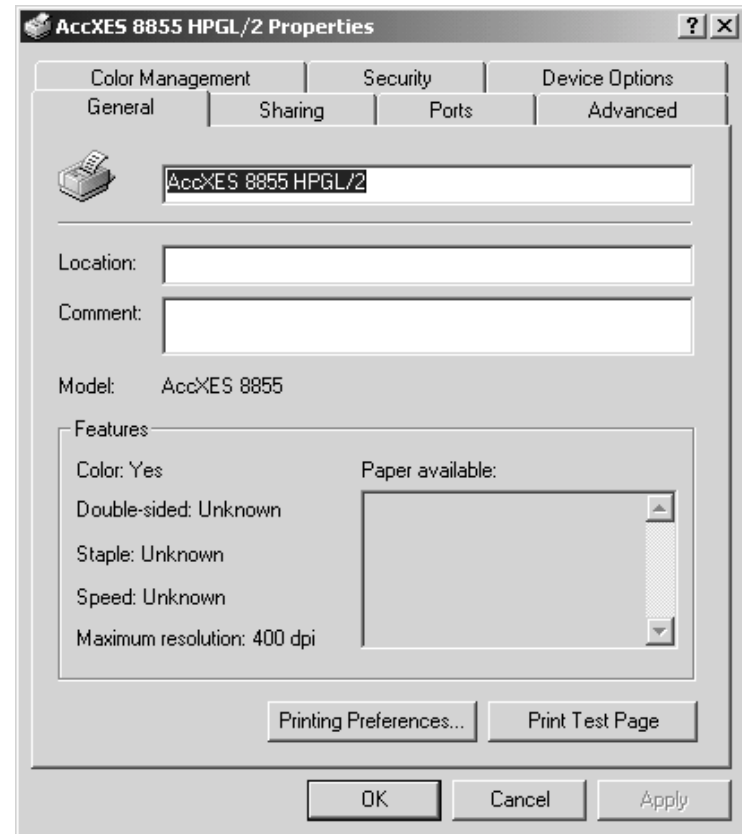 AccXES 8855 HPGL/2 Properties
Color Management Security Device Options
General Sharing Ports Advanced
AccXES 8855 HPGL/2
Location:
Comment:
Model: AccXES 8855
Features
Color: Yes Paper available:
Double-sided: Unknown
Staple: Unknown
Speed: Unknown
Maximum resolution: 400 dpi
Printing Preferences... Print Test Page
OK Cancel Apply